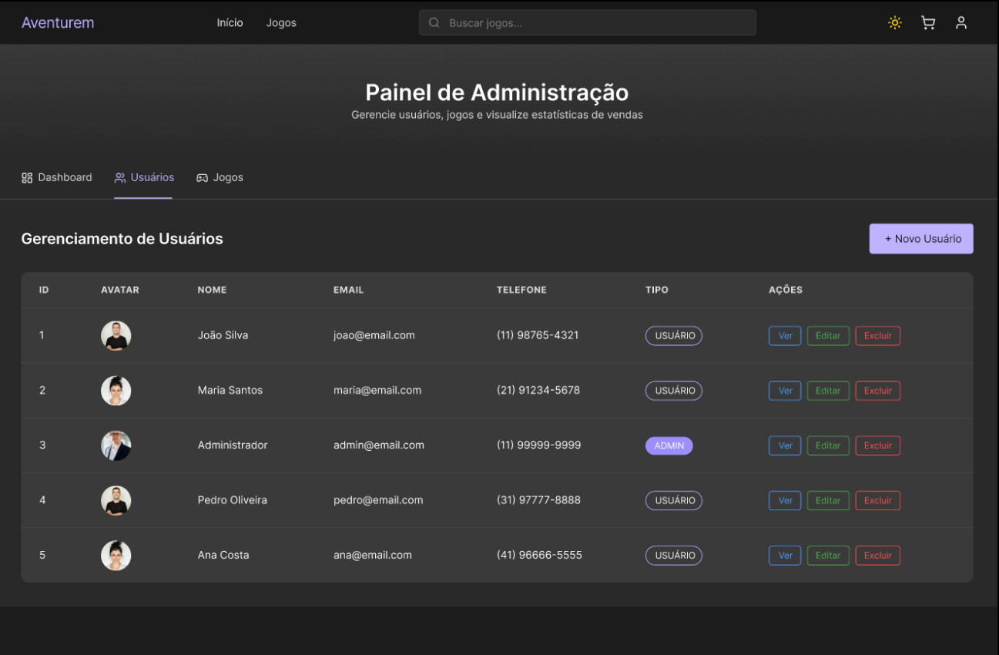 Aventurem Início Jogos Buscar jogos...
Painel de Administração
Gerencie usuários, jogos e visualize estatísticas de vendas
Dashboard Usuários Jogos
Gerenciamento de Usuários + Novo Usuário
ID AVATAR NOME EMAIL TELEFONE TIPO AÇÕES
1 João Silva joao@email.com (11) 98765-4321 USUÁRIO Ver Editar Excluir
2 Maria Santos maria@email.com (21) 91234-5678 USUÁRIO Ver Editar Excluir
3 Administrador admin@email.com (11) 99999-9999 ADMIN Ver Editar Excluir
4 Pedro Oliveira pedro@email.com (31) 97777-8888 USUÁRIO Ver Editar Excluir
5 Ana Costa ana@email.com (41) 96666-5555 USUÁRIO Ver Editar Excluir